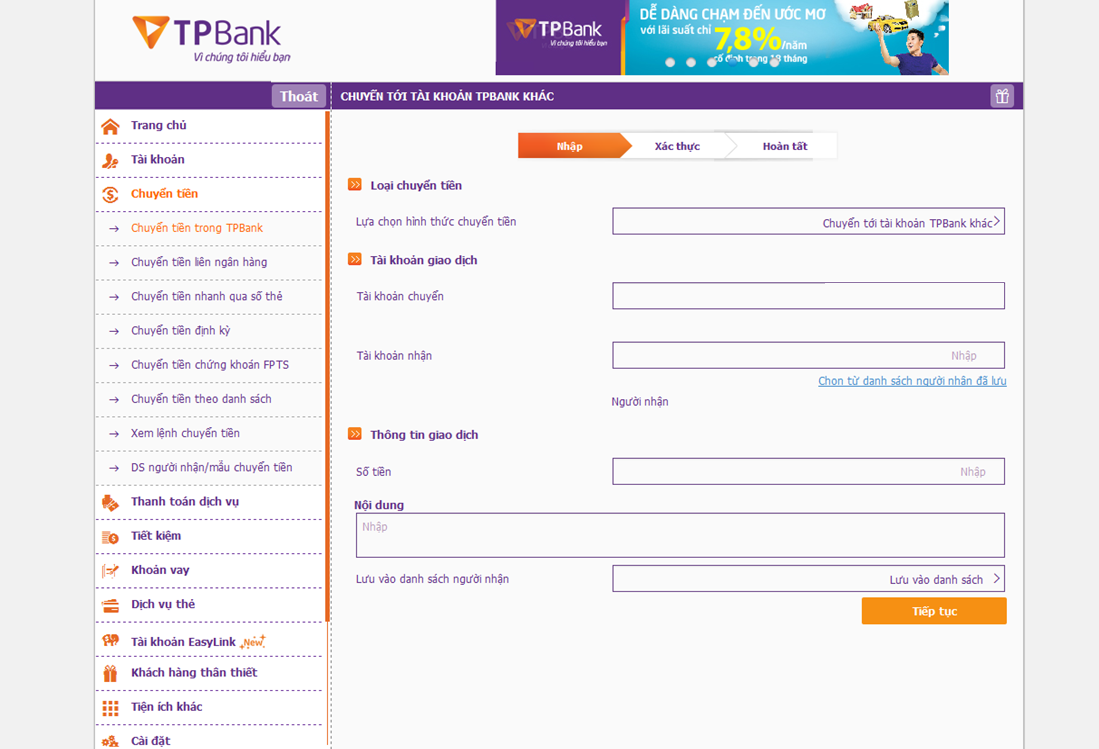 TPBank
Vì chúng tôi hiểu bạn
TPBank
Vì chúng tôi hiểu bạn
DỄ DÀNG CHẠM ĐẾN ƯỚC MƠ
với lãi suất chỉ 7,8%/năm
cố định trong 18 tháng
Thoát
CHUYỂN TỚI TÀI KHOẢN TPBANK KHÁC
Trang chủ
Tài khoản
Chuyển tiền
Chuyển tiền trong TPBank
Chuyển tiền liên ngân hàng
Chuyển tiền nhanh qua số thẻ
Chuyển tiền định kỳ
Chuyển tiền chứng khoán FPTS
Chuyển tiền theo danh sách
Xem lệnh chuyển tiền
DS người nhận/mẫu chuyển tiền
Thanh toán dịch vụ
Tiết kiệm
Khoản vay
Dịch vụ thẻ
Tài khoản EasyLink New
Khách hàng thân thiết
Tiện ích khác
Cài đặt
Nhập
Xác thực
Hoàn tất
Loại chuyển tiền
Lựa chọn hình thức chuyển tiền
Chuyển tới tài khoản TPBank khác
Tài khoản giao dịch
Tài khoản chuyển
Tài khoản nhận
Nhập
Chọn từ danh sách người nhận đã lưu
Người nhận
Thông tin giao dịch
Số tiền
Nhập
Nội dung
Nhập
Lưu vào danh sách người nhận
Lưu vào danh sách
Tiếp tục